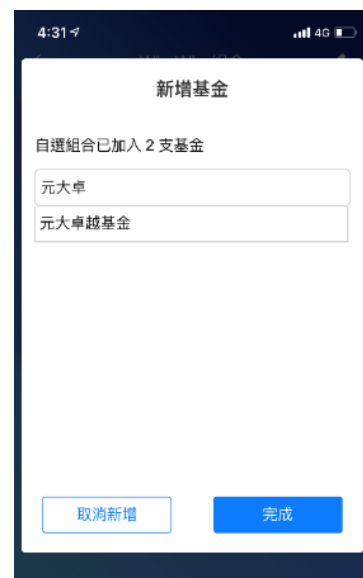 4:31 4G
新增基金
自選組合已加入 2 支基金
元大卓
元大卓越基金
取消新增 完成